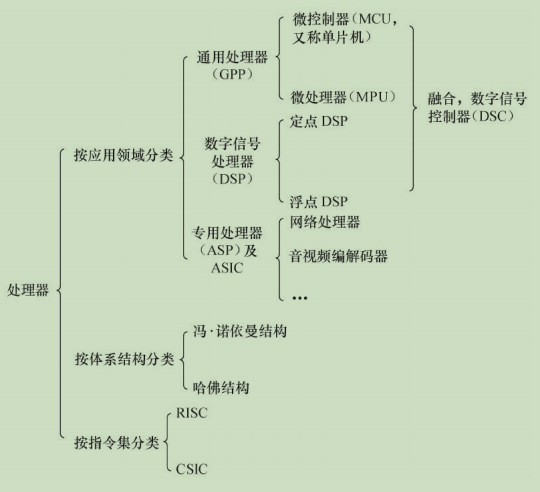 处理器
按应用领域分类
通用处理器
（GPP）
微控制器（MCU，
又称单片机）
微处理器（MPU）
数字信号
处理器
（DSP）
定点 DSP
浮点 DSP
融合，数字信号
控制器（DSC）
专用处理器
（ASP）及
ASIC
网络处理器
音视频编解码器
…
按体系结构分类
冯·诺依曼结构
哈佛结构
按指令集分类
RISC
CSIC